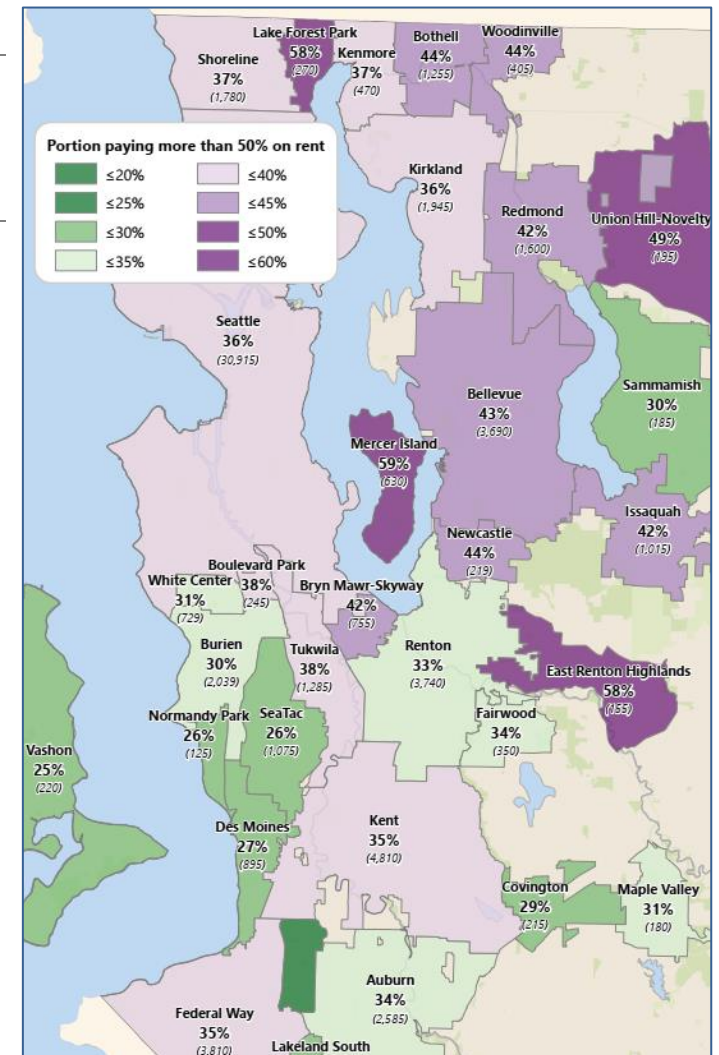 Lake Forest Park
58%
(270)
Shoreline
37%
(1,780)
Kenmore
37%
(470)
Bothell
44%
(1,255)
Woodinville
44%
(405)
Portion paying more than 50% on rent
≤20%
≤25%
≤30%
≤35%
≤40%
≤45%
≤50%
≤60%
Kirkland
36%
(1,945)
Redmond
42%
(1,600)
Union Hill-Novelty
49%
(195)
Seattle
36%
(30,915)
Sammamish
30%
(185)
Bellevue
43%
(3,690)
Mercer Island
59%
(630)
Issaquah
42%
(1,015)
Newcastle
44%
(219)
Boulevard Park
38%
(245)
White Center
31%
(729)
Bryn Mawr-Skyway
42%
(755)
Burien
30%
(2,039)
Tukwila
38%
(1,285)
Renton
33%
(3,740)
East Renton Highlands
58%
(155)
Normandy Park
26%
(125)
SeaTac
26%
(1,075)
Fairwood
34%
(350)
Vashon
25%
(220)
Des Moines
27%
(895)
Kent
35%
(4,810)
Covington
29%
(215)
Maple Valley
31%
(180)
Auburn
34%
(2,585)
Federal Way
35%
(3,810)
Lakeland South